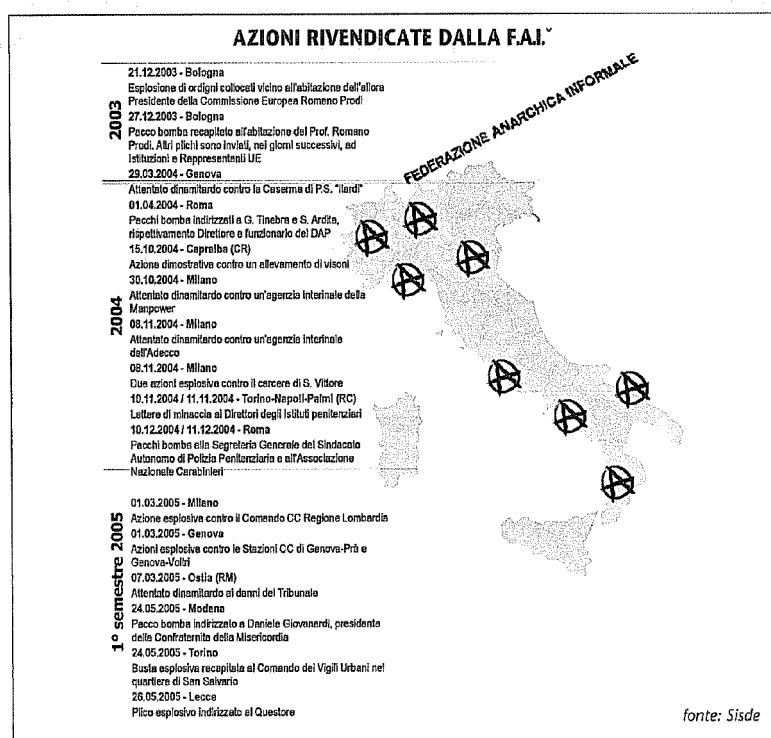 AZIONI RIVENDICATE DALLA F.A.I.
FEDERAZIONE ANARCHICA INFORMALE
2003
21.12.2003 - Bologna
Esplosione di ordigni collocati vicino all'abitazione dell'allora
Presidente della Commissione Europea Romano Prodi
27.12.2003 - Bologna
Pacco bomba recapitato all'abitazione del Prof. Romano
Prodi. Altri plichi sono inviati, nei giorni successivi, ad
Istituzioni e Rappresentanti UE
2004
29.03.2004 - Genova
Attentato dinamitardo contro la Caserma di P.S. "Ilardi"
01.04.2004 - Roma
Pacchi bomba indirizzati a G. Tinebra e S. Ardita,
rispettivamente Direttore e funzionario del DAP
15.10.2004 - Capralba (CR)
Azione dimostrativa contro un allevamento di visoni
30.10.2004 - Milano
Attentato dinamitardo contro un'agenzia interinale della
Manpower
08.11.2004 - Milano
Attentato dinamitardo contro un'agenzia interinale
dell'Adecco
08.11.2004 - Milano
Due azioni esplosive contro il carcere di S. Vittore
10.11.2004 / 11.11.2004 - Torino-Napoli-Palmi (RC)
Lettere di minaccia ai Direttori degli Istituti penitenziari
10.12.2004 / 11.12.2004 - Roma
Pacchi bomba alla Segreteria Generale del Sindacato
Autonomo di Polizia Penitenziaria e all'Associazione
Nazionale Carabinieri
1° semestre 2005
01.03.2005 - Milano
Azione esplosiva contro il Comando CC Regione Lombardia
01.03.2005 - Genova
Azioni esplosive contro le Stazioni CC di Genova-Prà e
Genova-Voltri
07.03.2005 - Ostia (RM)
Attentato dinamitardo ai danni del Tribunale
24.05.2005 - Modena
Pacco bomba indirizzato a Daniele Giovanardi, presidente
della Confraternita della Misericordia
24.05.2005 - Torino
Busta esplosiva recapitata al Comando dei Vigili Urbani nel
quartiere di San Salvario
26.05.2005 - Lecce
Plico esplosivo indirizzato al Questore
fonte: Sisde